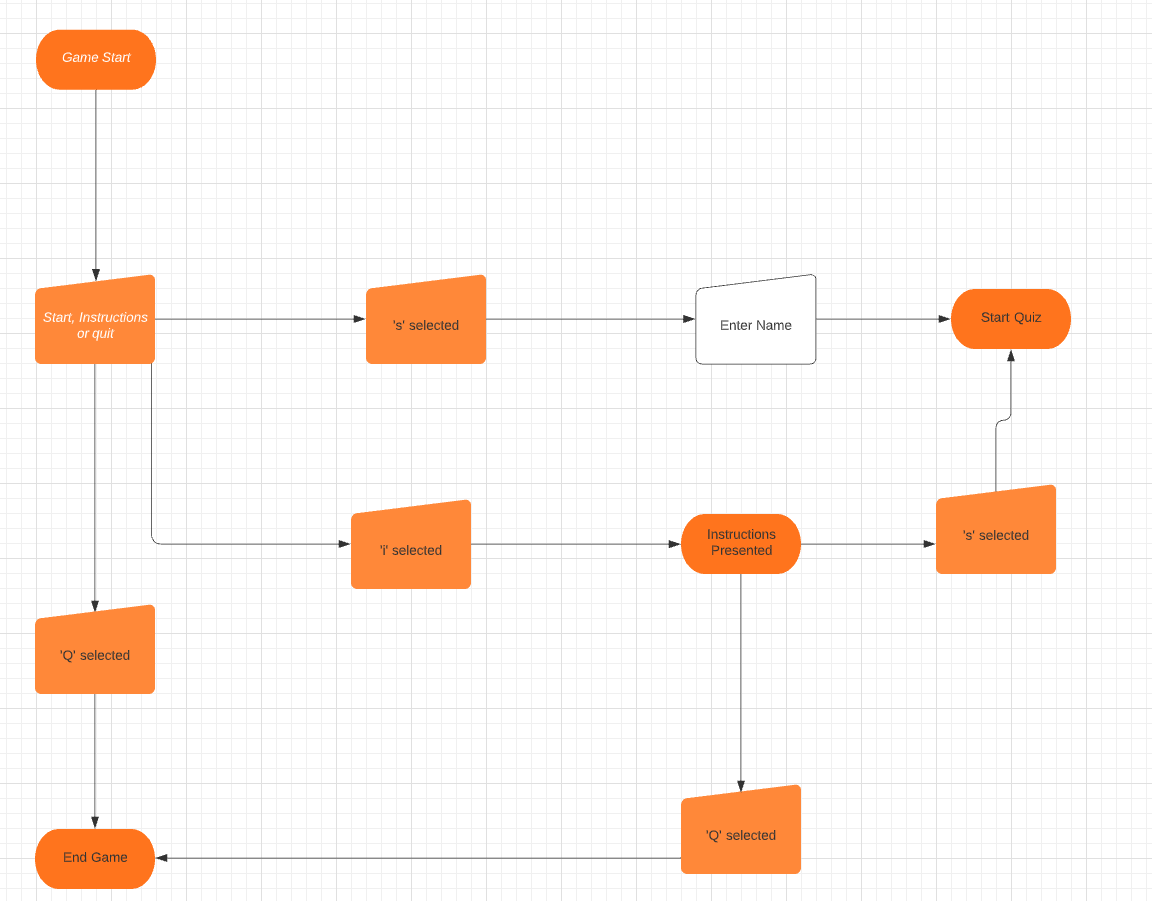 Game Start
Start, Instructions
or quit
's' selected
Enter Name
Start Quiz
'i' selected
Instructions
Presented
's' selected
'Q' selected
'Q' selected
End Game